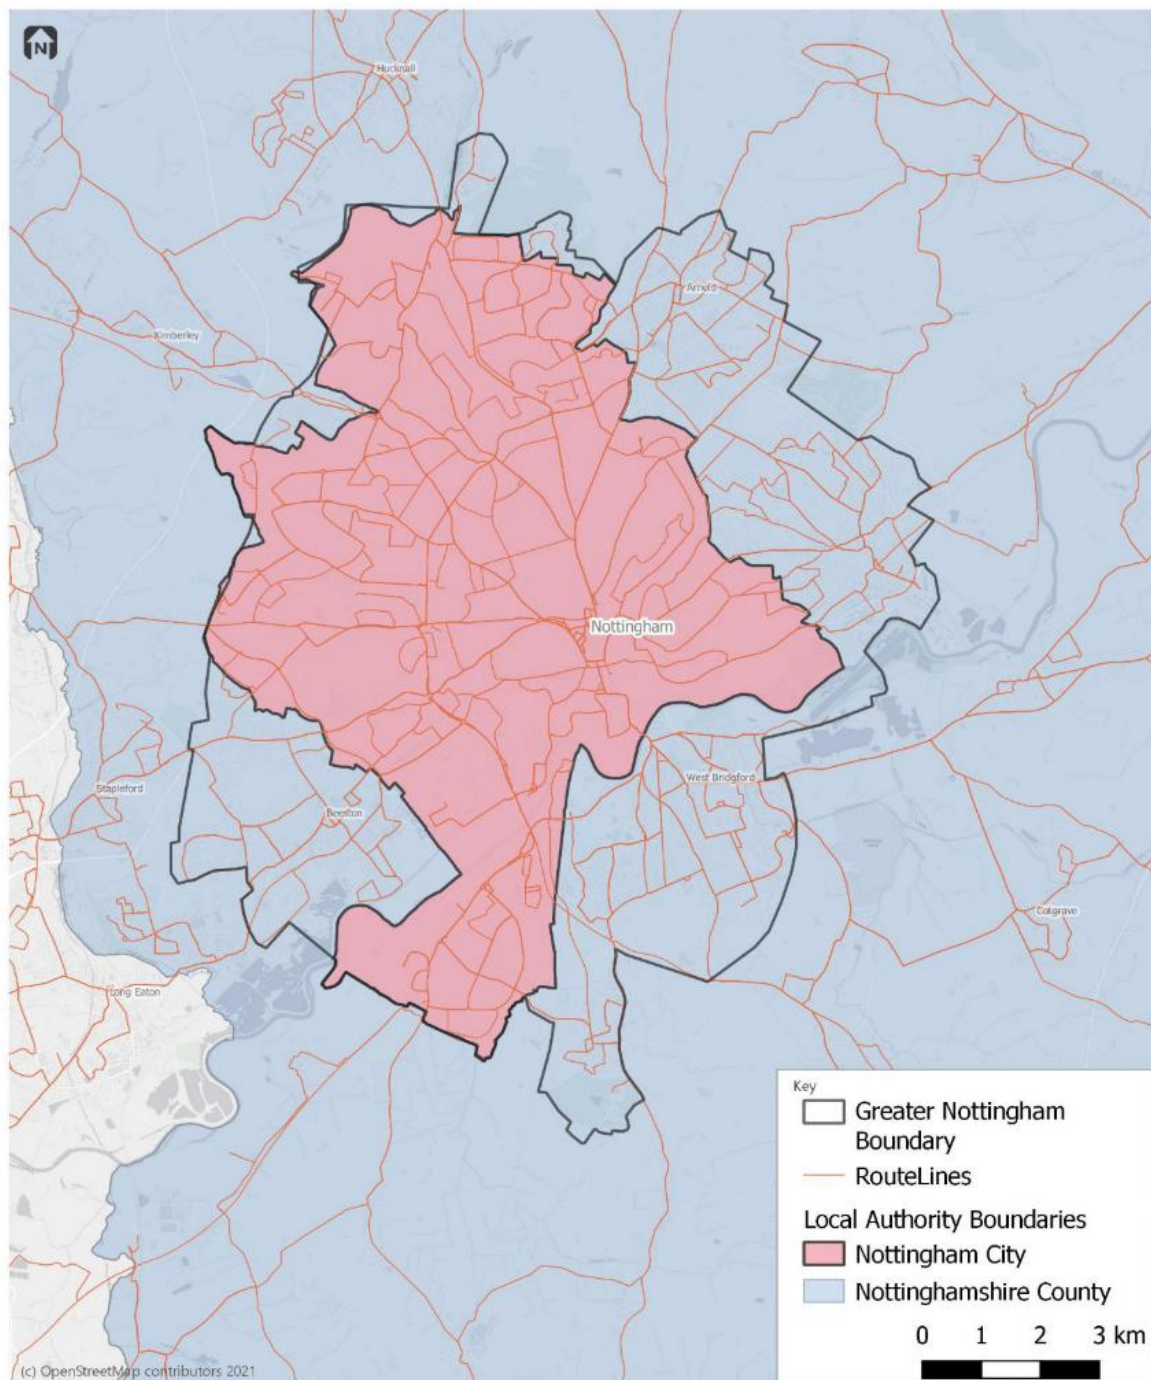 N
Hucknall
Arnold
Kimberley
Nottingham
Stapleford
West Bridgford
Beeston
Cotgrave
Long Eaton
Key
Greater Nottingham
Boundary
RouteLines
Local Authority Boundaries
Nottingham City
Nottinghamshire County
0 1 2 3 km
(c) OpenStreetMap contributors 2021